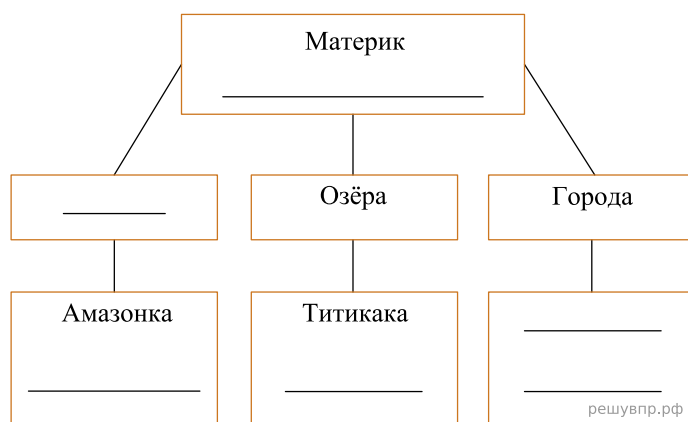 Материк
Озёра
Города
Амазонка
Титикака
решувпр.рф